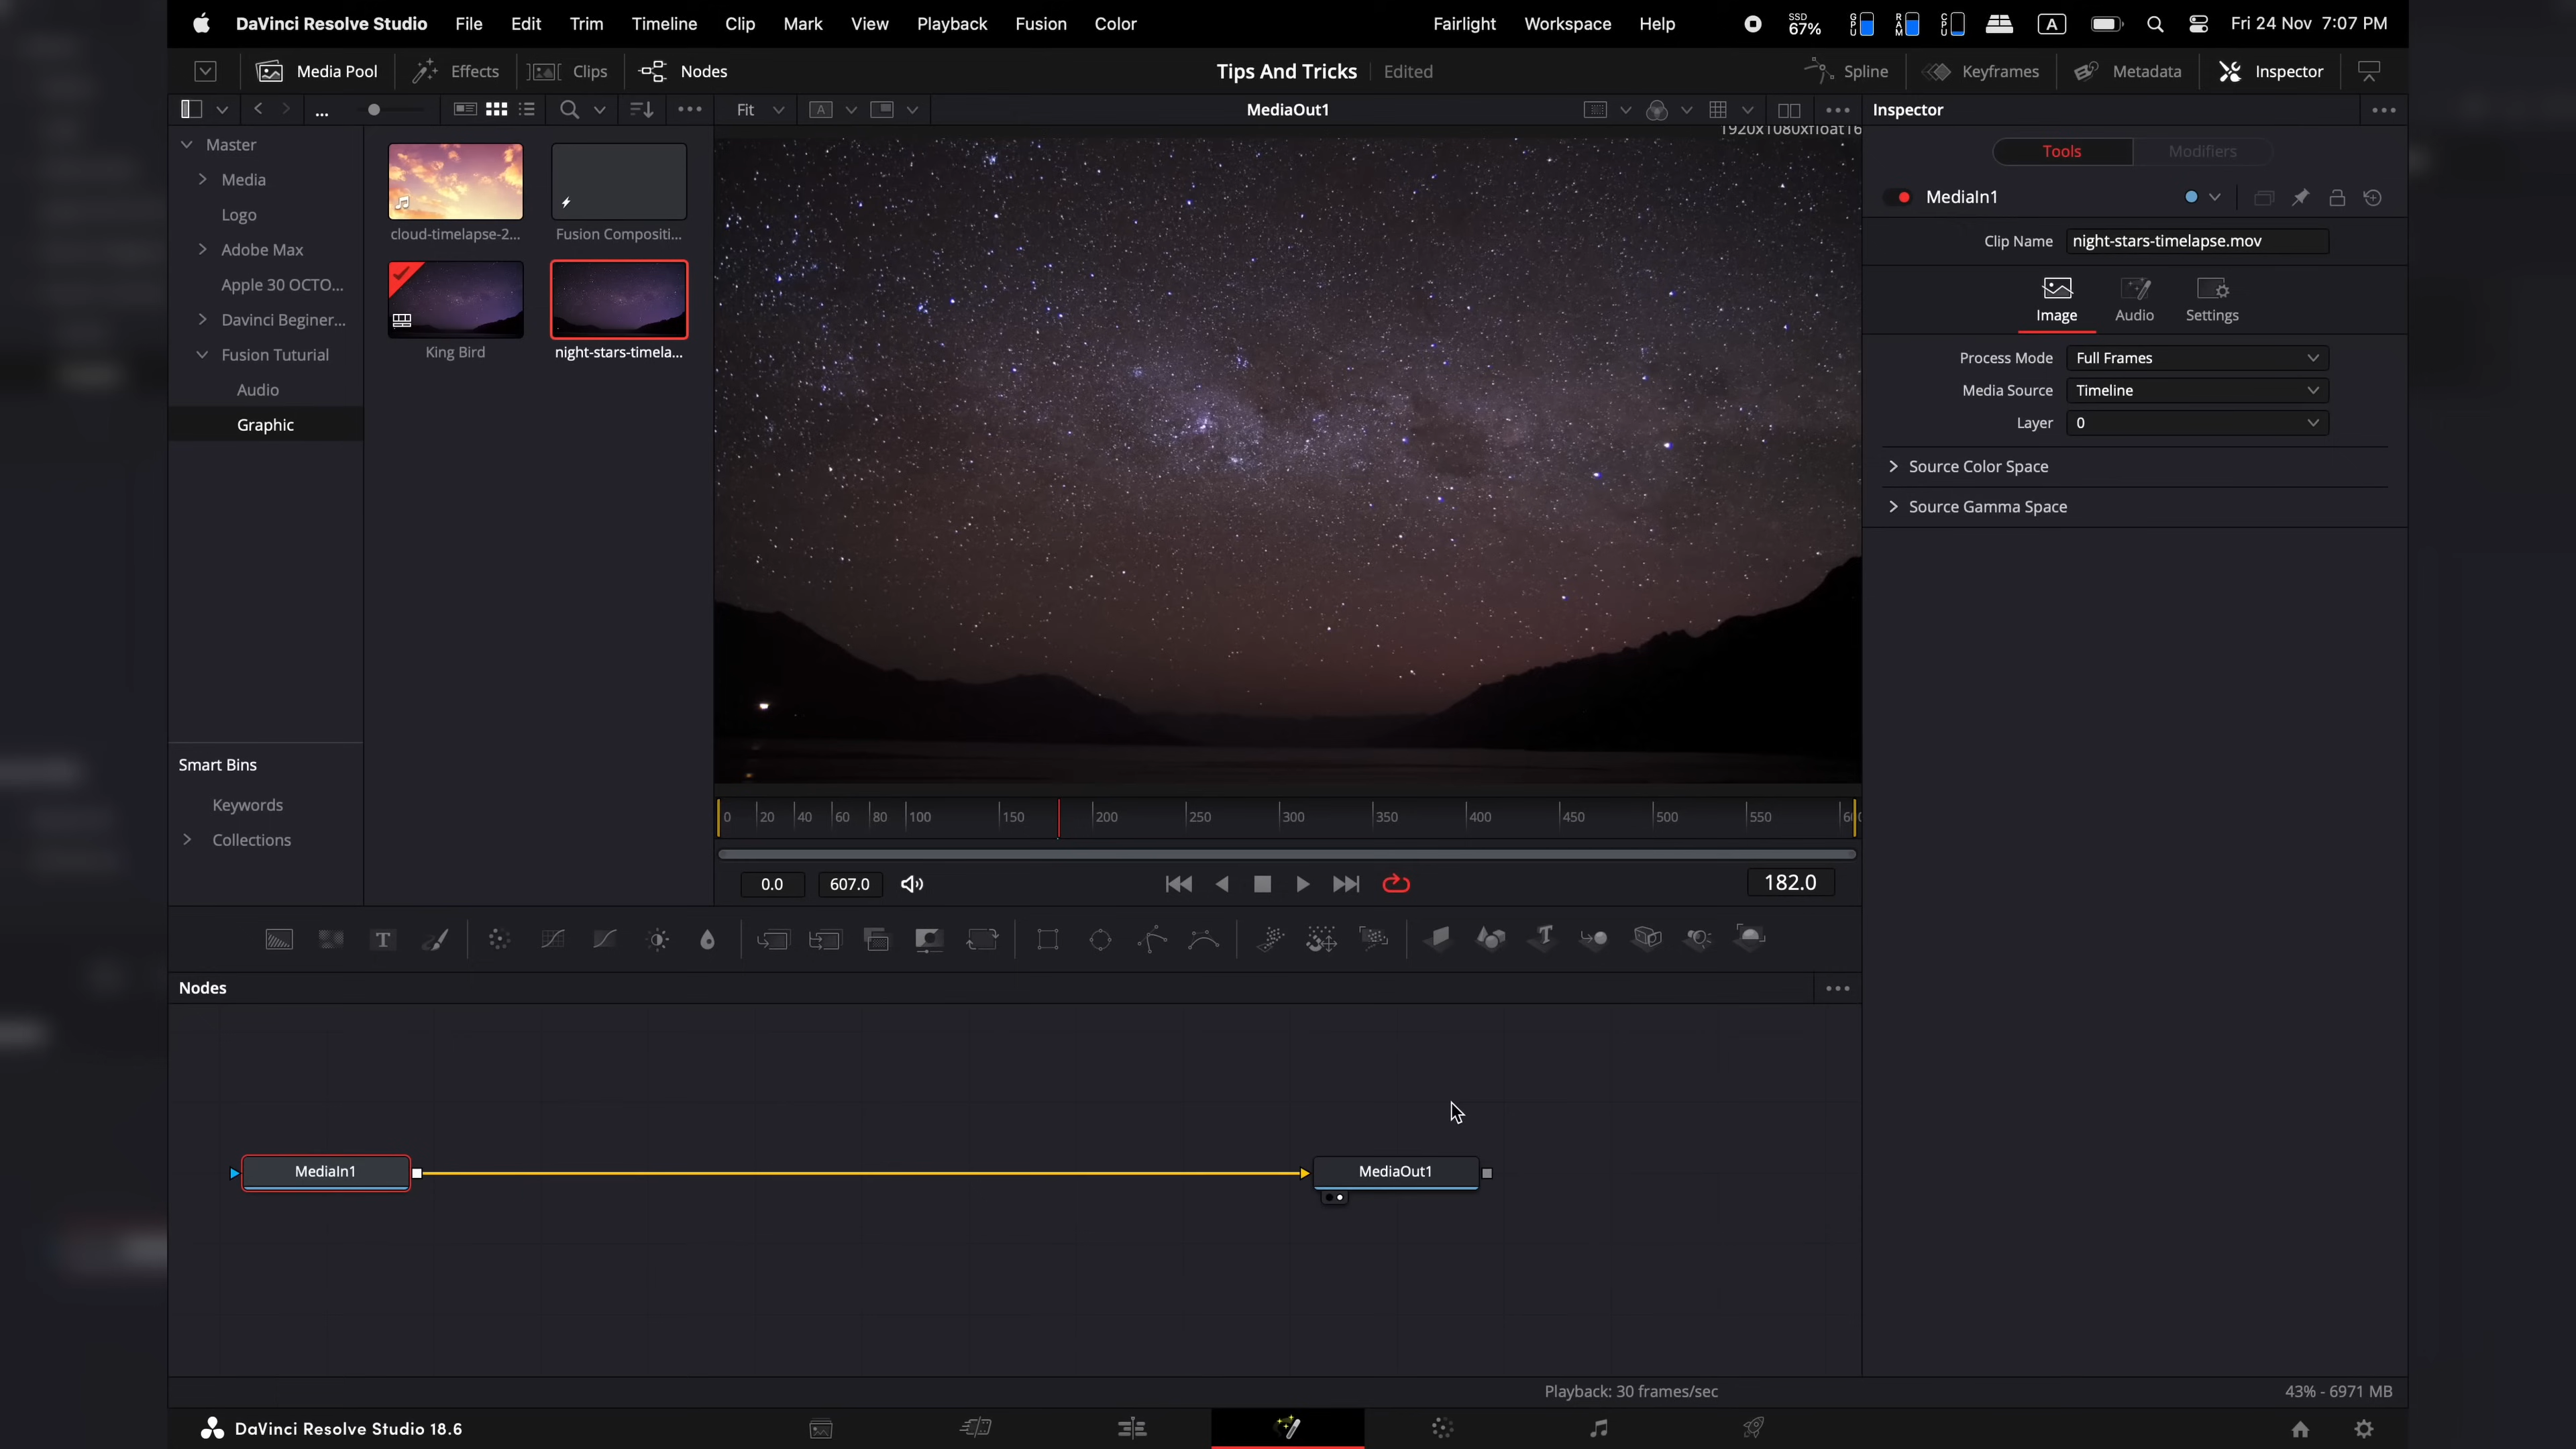 DaVinci Resolve Studio File Edit Trim Timeline Clip Mark View Playback Fusion Color Fairlight Workspace Help SSD 67% GPU RAM CPU A Fri 24 Nov 7:07 PM
Media Pool Effects Clips Nodes Tips And Tricks Edited Spline Keyframes Metadata Inspector
... Fit A MediaOut1 Inspector
1920x1080xfloat16
Master
Media
Logo
Adobe Max
Apple 30 OCTO...
Davinci Beginer...
Fusion Tuturial
Audio
Graphic
cloud-timelapse-2...
Fusion Compositi...
King Bird
night-stars-timela...
Tools Modifiers
MediaIn1
Clip Name night-stars-timelapse.mov
Image Audio Settings
Process Mode Full Frames
Media Source Timeline
Layer 0
Source Color Space
Source Gamma Space
Smart Bins
Keywords
Collections
0 20 40 60 80 100 150 200 250 300 350 400 450 500 550
0.0 607.0 182.0
T T
Nodes
MediaIn1 MediaOut1
Playback: 30 frames/sec 43% - 6971 MB
DaVinci Resolve Studio 18.6